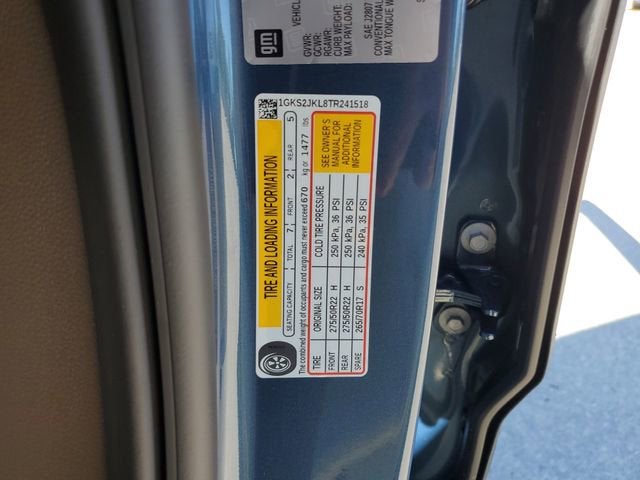 gm
VEHICLE
GVWR:
GCWR:
RGAWR:
CURB WEIGHT:
MAX PAYLOAD:
SAE J2807
CONVENTIONAL
MAX TONGUE W
1GKS2JKL8TR241518
TIRE AND LOADING INFORMATION
SEATING CAPACITY TOTAL 7 FRONT 2 REAR 5
The combined weight of occupants and cargo must never exceed 670 kg or 1477 lbs
TIRE ORIGINAL SIZE COLD TIRE PRESSURE
FRONT 275/50R22 H 250 kPa, 36 PSI
REAR 275/50R22 H 250 kPa, 36 PSI
SPARE 265/70R17 S 240 kPa, 35 PSI
SEE OWNER'S
MANUAL FOR
ADDITIONAL
INFORMATION